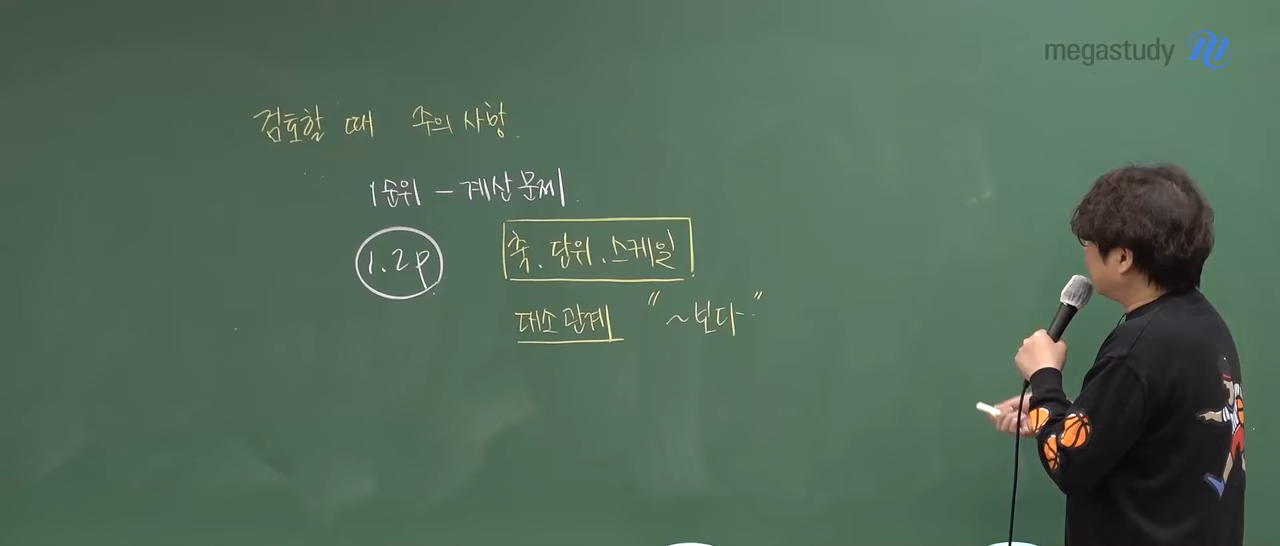 megastudy
검토할 때 주의 사항.
1순위 - 계산 문제.
1.2p 축. 단위. 스케일
대소 관계 "~보다"